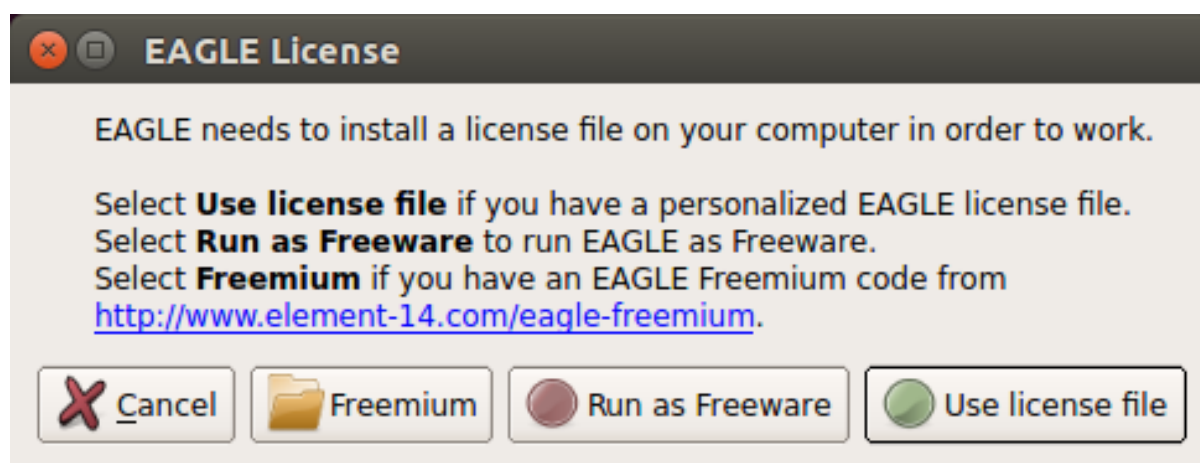 EAGLE License
EAGLE needs to install a license file on your computer in order to work.
Select Use license file if you have a personalized EAGLE license file.
Select Run as Freeware to run EAGLE as Freeware.
Select Freemium if you have an EAGLE Freemium code from
http://www.element-14.com/eagle-freemium.
Cancel Freemium Run as Freeware Use license file